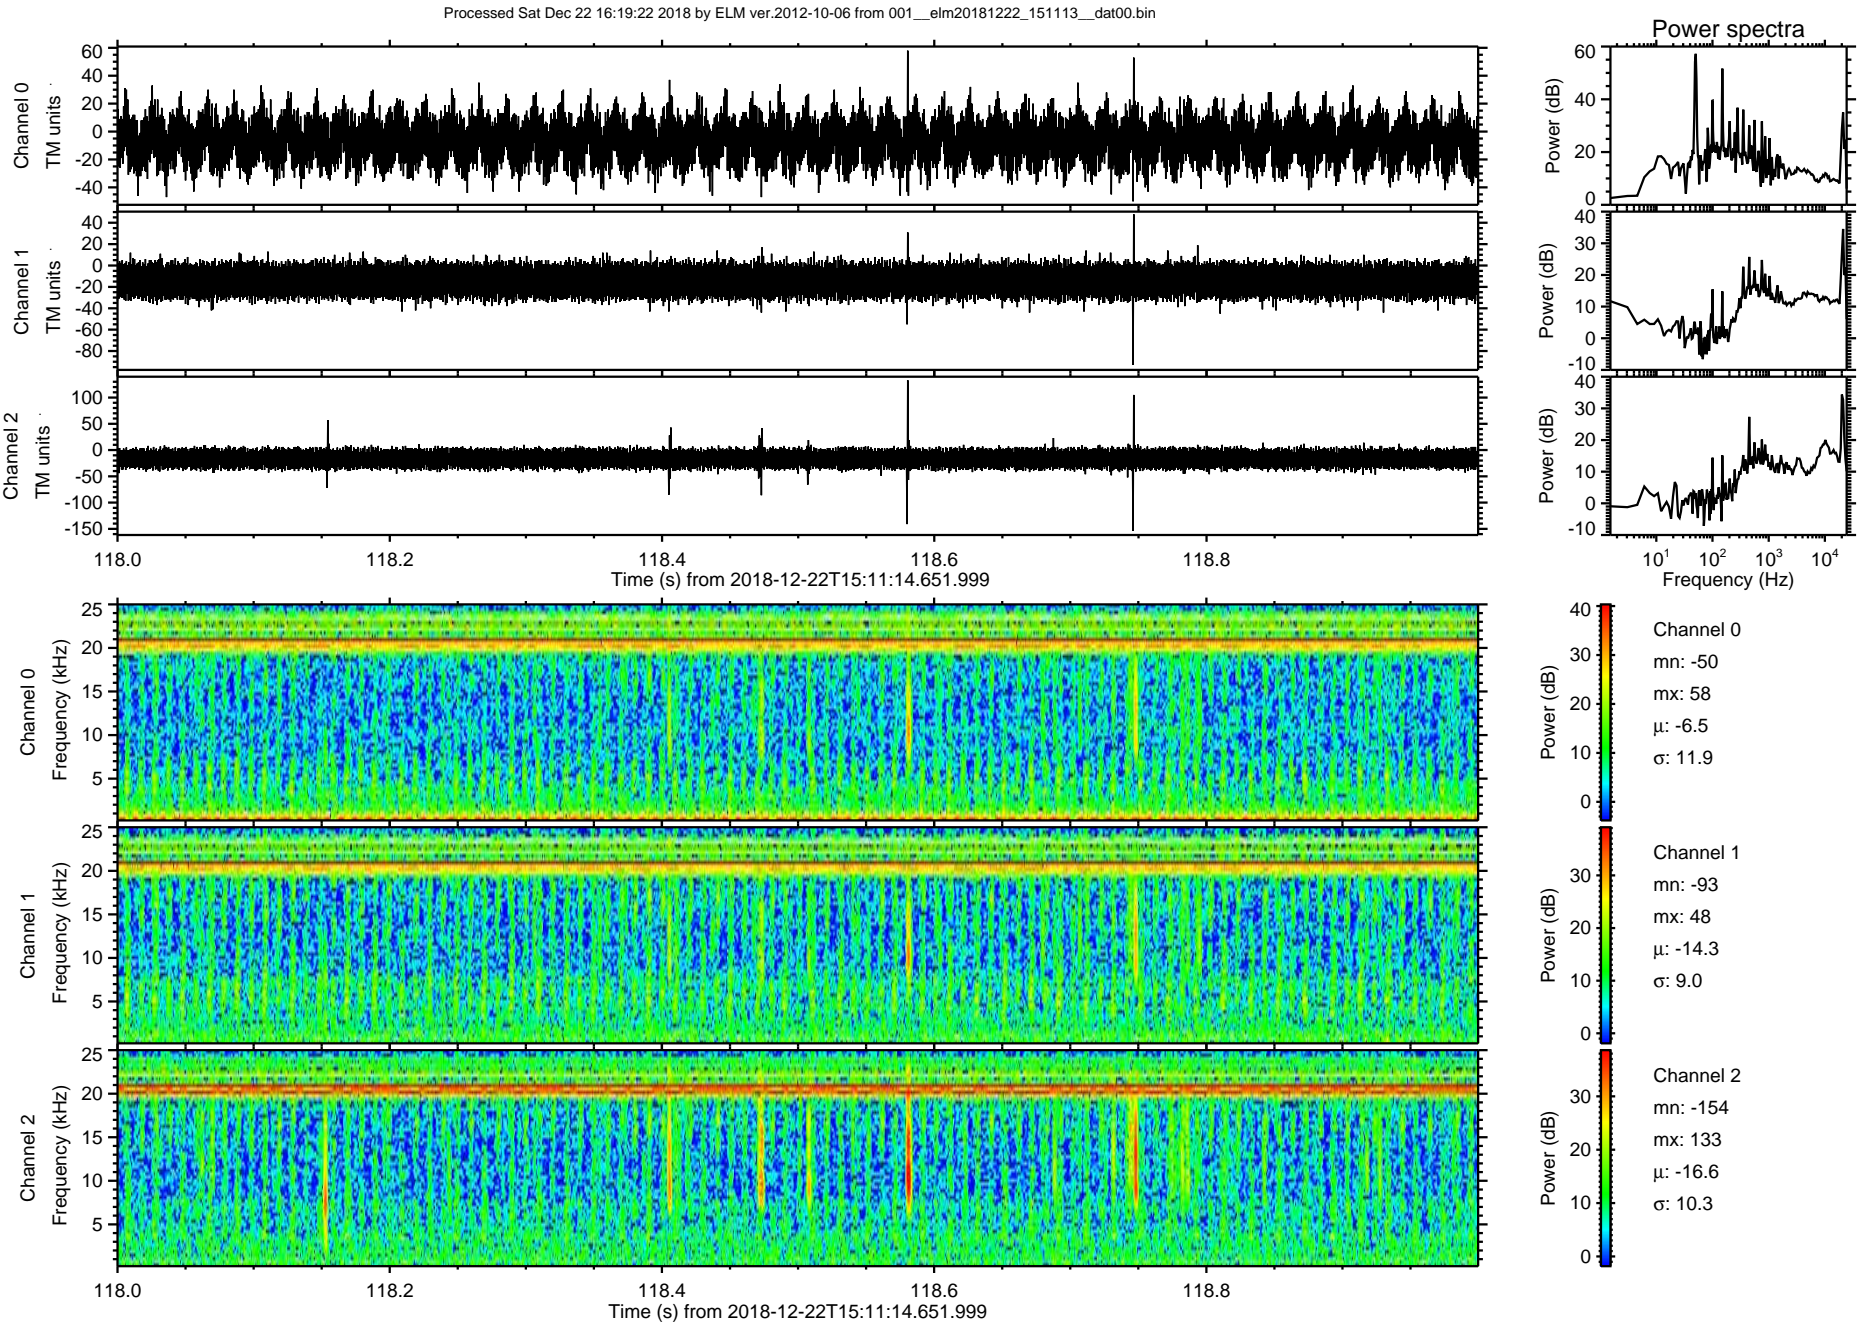 Processed Sat Dec 22 16:19:22 2018 by ELM ver.2012-10-06 from 001__elm20181222_151113__dat00.bin
Power spectra
Channel 0
TM units
60
40
20
0
-20
-40
Power (dB)
60
40
20
0
Channel 1
TM units
40
20
0
-20
-40
-60
-80
Power (dB)
40
30
20
10
0
-10
Channel 2
TM units
100
50
0
-50
-100
-150
Power (dB)
40
30
20
10
0
-10
118.0 118.2 118.4 118.6 118.8
Time (s) from 2018-12-22T15:11:14.651.999
10^1 10^2 10^3 10^4
Frequency (Hz)
Channel 0
Frequency (kHz)
25
20
15
10
5
Power (dB)
40
30
20
10
0
Channel 0
mn: -50
mx: 58
μ: -6.5
σ: 11.9
Channel 1
Frequency (kHz)
25
20
15
10
5
Power (dB)
30
20
10
0
Channel 1
mn: -93
mx: 48
μ: -14.3
σ: 9.0
Channel 2
Frequency (kHz)
25
20
15
10
5
Power (dB)
30
20
10
0
Channel 2
mn: -154
mx: 133
μ: -16.6
σ: 10.3
118.0 118.2 118.4 118.6 118.8
Time (s) from 2018-12-22T15:11:14.651.999